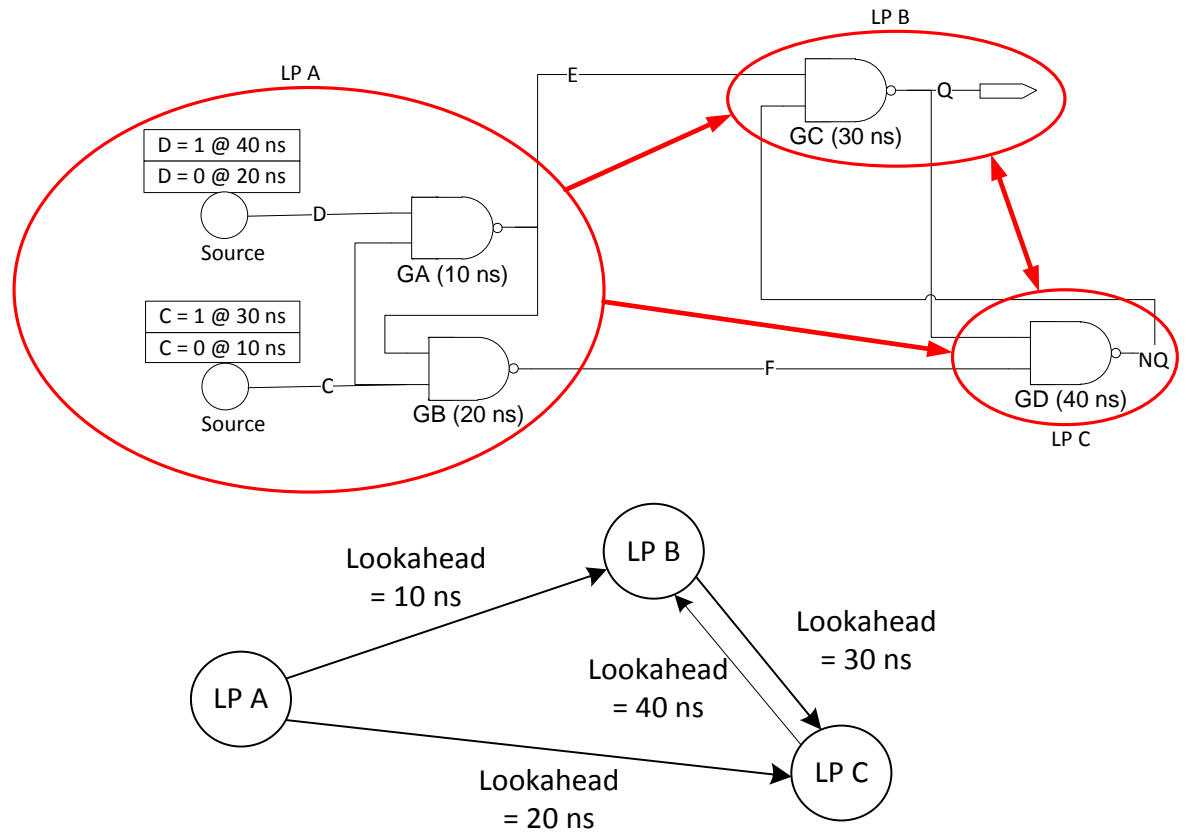 LP B
LP A
E
Q
D = 1 @ 40 ns
D = 0 @ 20 ns
GC (30 ns)
D
Source
GA (10 ns)
C = 1 @ 30 ns
C = 0 @ 10 ns
C
F
NQ
GB (20 ns)
GD (40 ns)
Source
LP C
LP B
Lookahead
= 10 ns
Lookahead
= 30 ns
Lookahead
= 40 ns
LP A
LP C
Lookahead
= 20 ns